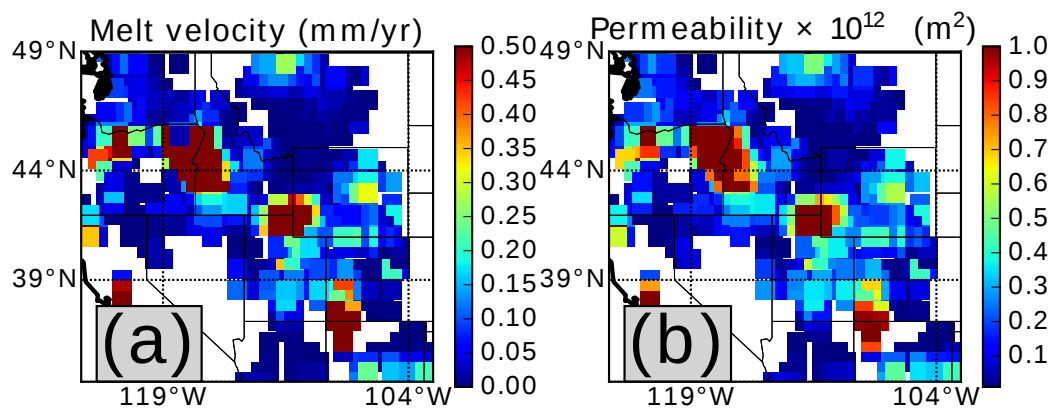 Melt velocity (mm/yr)
49°N
44°N
39°N
119°W
104°W
(a)
0.50
0.45
0.40
0.35
0.30
0.25
0.20
0.15
0.10
0.05
0.00
Permeability × 10¹² (m²)
49°N
44°N
39°N
119°W
104°W
(b)
1.0
0.9
0.8
0.7
0.6
0.5
0.4
0.3
0.2
0.1